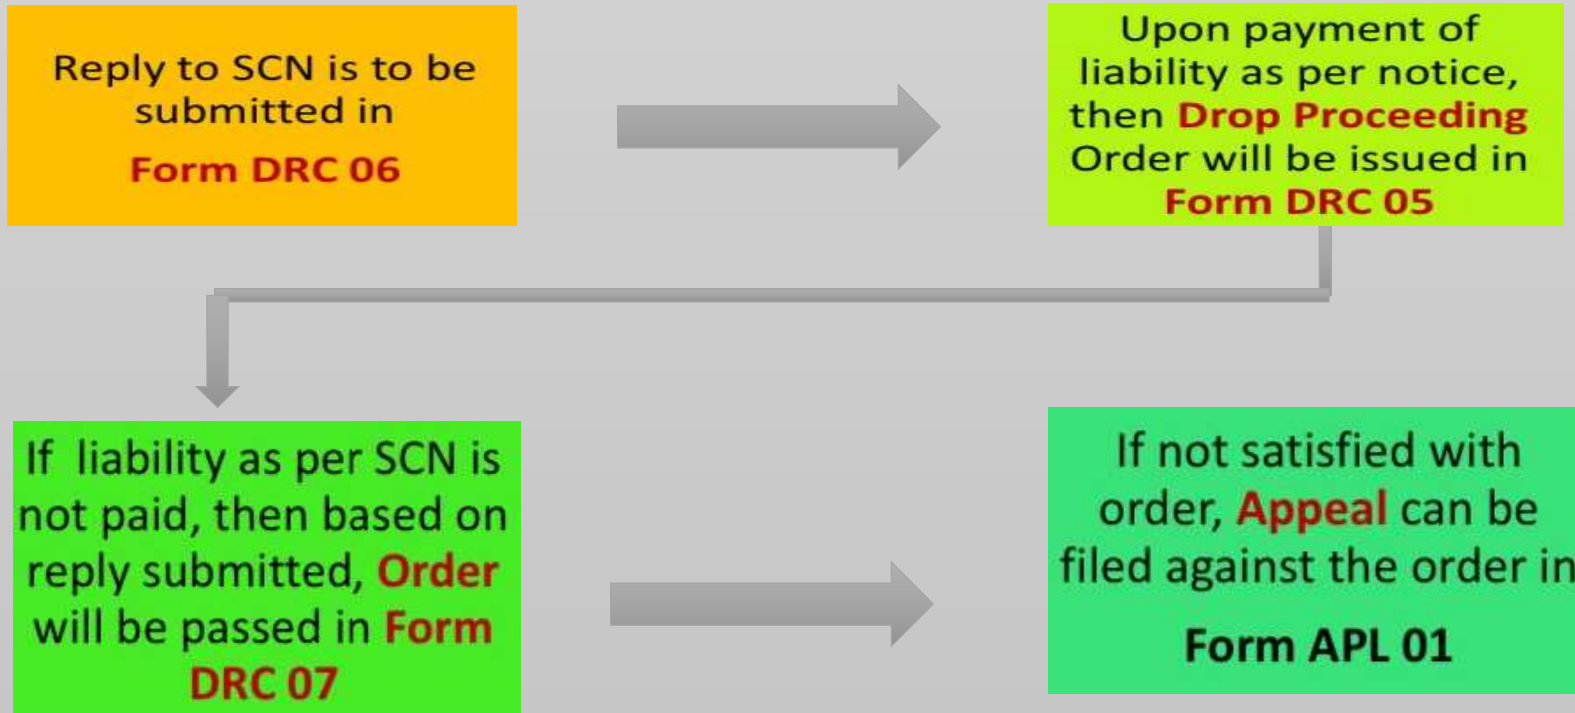 Reply to SCN is to be
submitted in
Form DRC 06
Upon payment of
liability as per notice,
then Drop Proceeding
Order will be issued in
Form DRC 05
If liability as per SCN is
not paid, then based on
reply submitted, Order
will be passed in Form
DRC 07
If not satisfied with
order, Appeal can be
filed against the order in
Form APL 01